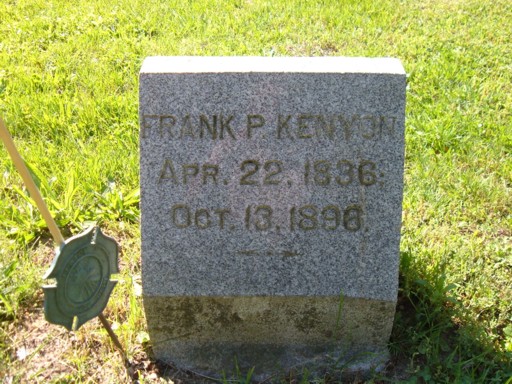 FRANK P. KENYON
APR. 22, 1836.
OCT. 13, 1896.